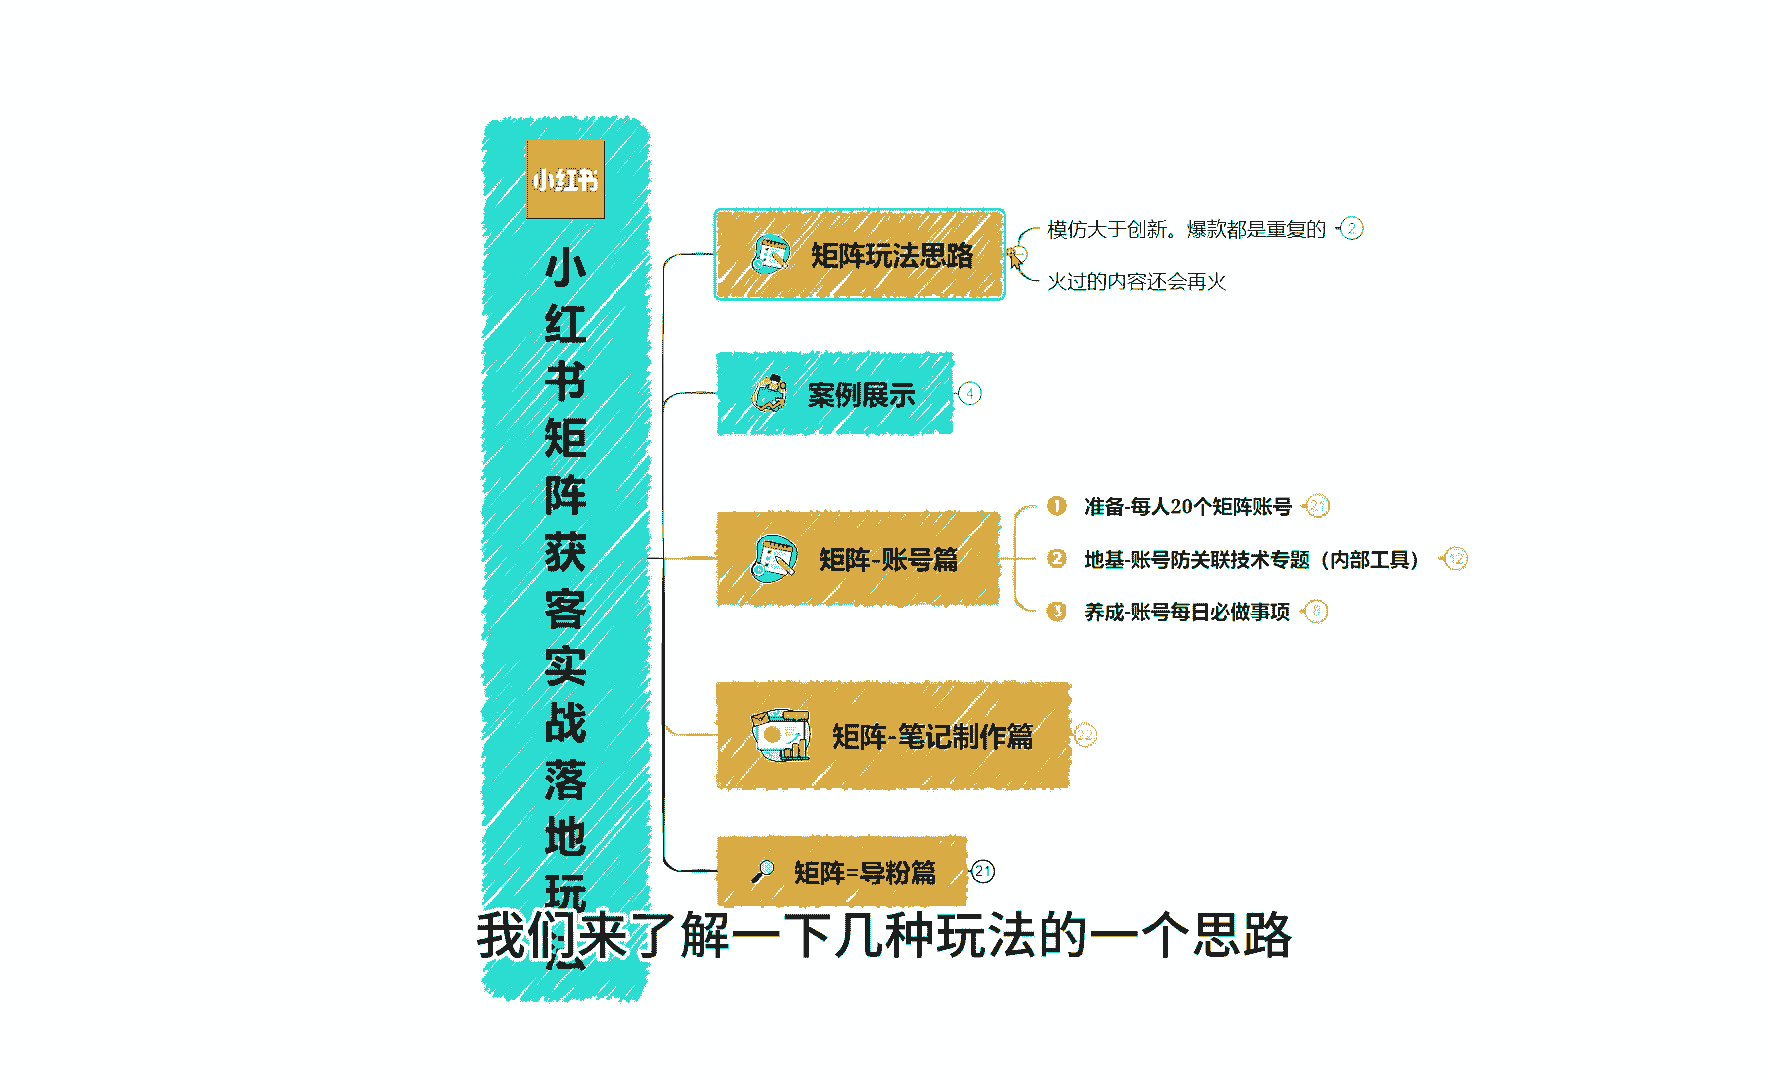 小红书
小红书矩阵获客实战落地玩法
矩阵玩法思路
模仿大于创新。爆款都是重复的
2
火过的内容还会再火
案例展示
4
矩阵-账号篇
1 准备-每人20个矩阵账号
21
2 地基-账号防关联技术专题（内部工具）
12
3 养成-账号每日必做事项
8
矩阵-笔记制作篇
22
矩阵=导粉篇
21
我们来了解一下几种玩法的一个思路